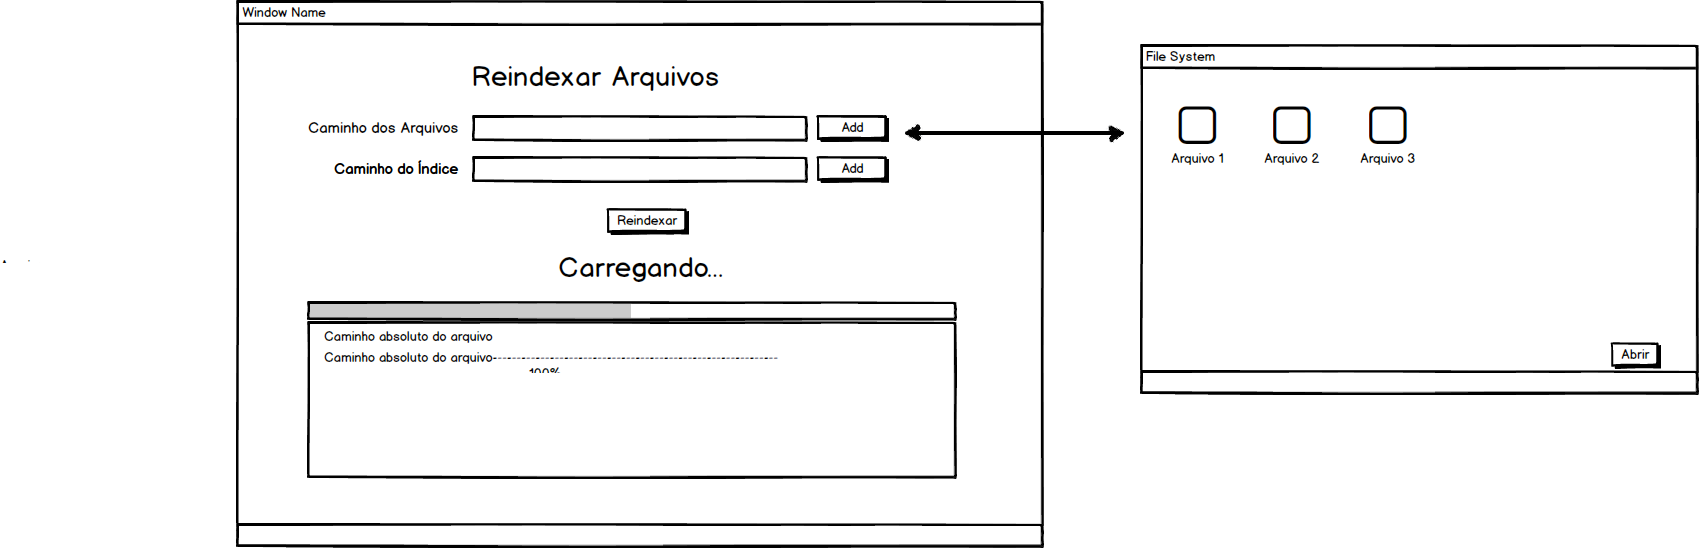 Window Name
Reindexar Arquivos
Caminho dos Arquivos
Add
Caminho do Índice
Add
Reindexar
Carregando...
Caminho absoluto do arquivo
Caminho absoluto do arquivo-----------------------------------------------------------
100%
File System
Arquivo 1
Arquivo 2
Arquivo 3
Abrir